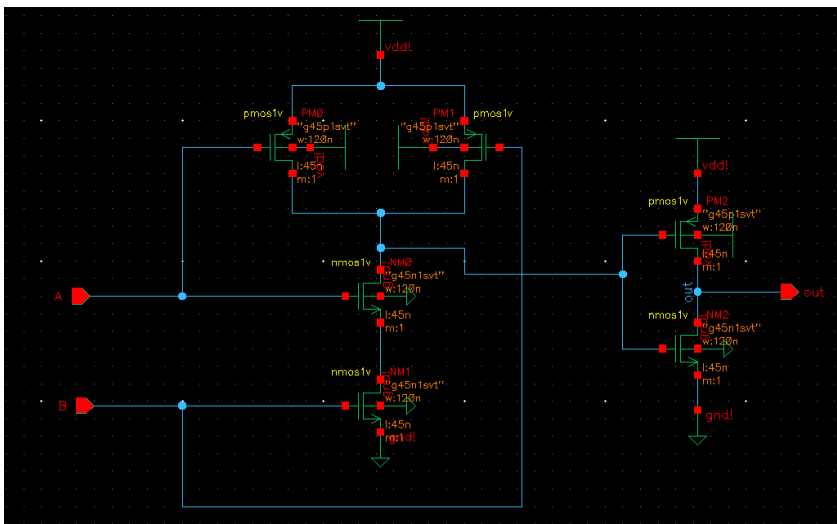 vdd!
pmos1v
PM0
"g45p1svt"
w:120n
l:45n
m:1
PM1
pmos1v
"g45p1svt"
w:120n
l:45n
m:1
vdd!
pmos1v
PM2
"g45p1svt"
w:120n
l:45n
m:1
nmos1v
NM0
"g45n1svt"
w:120n
l:45n
m:1
A
out
out
nmos1v
NM2
"g45n1svt"
w:120n
l:45n
m:1
nmos1v
NM1
"g45n1svt"
w:120n
l:45n
m:1
B
gnd!
gnd!